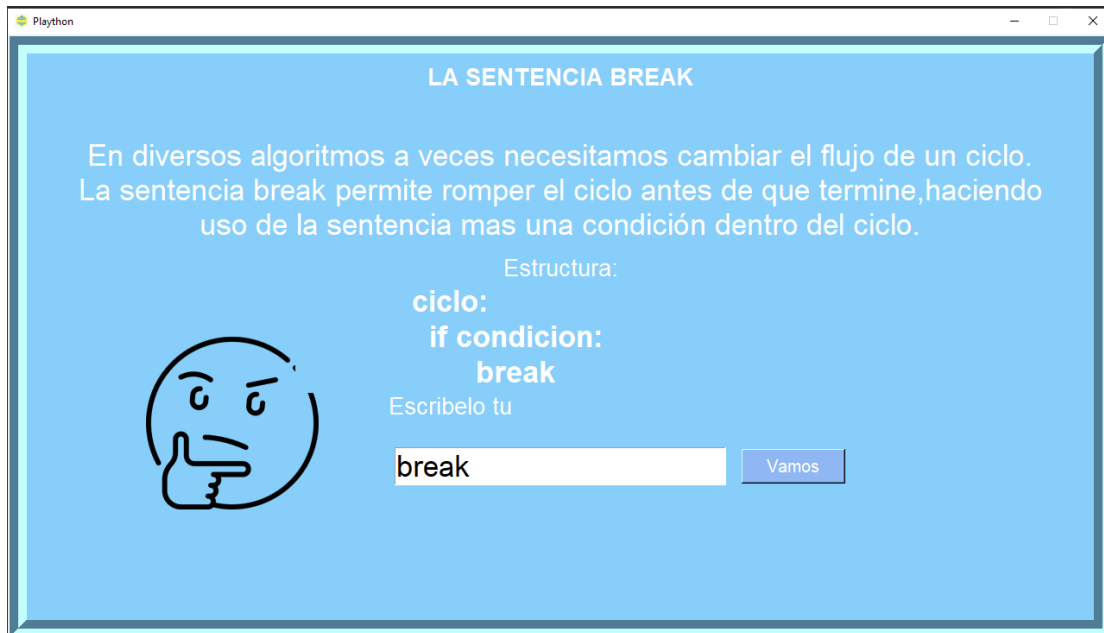 Plaython
LA SENTENCIA BREAK
En diversos algoritmos a veces necesitamos cambiar el flujo de un ciclo.
La sentencia break permite romper el ciclo antes de que termine,haciendo
uso de la sentencia mas una condición dentro del ciclo.
Estructura:
ciclo:
if condicion:
break
Escribelo tu
break
Vamos